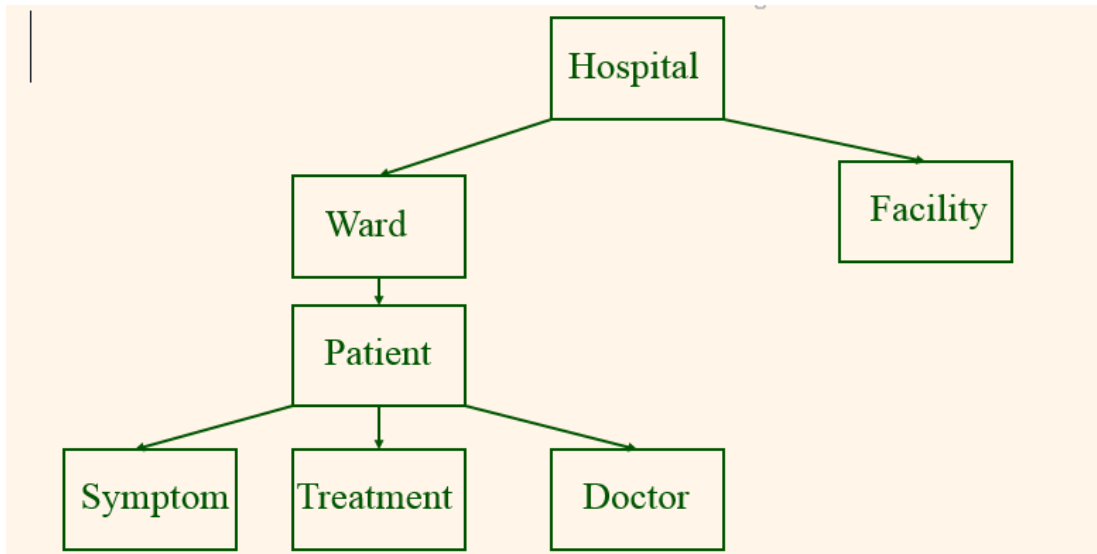 Hospital
Facility
Ward
Patient
Symptom
Treatment
Doctor